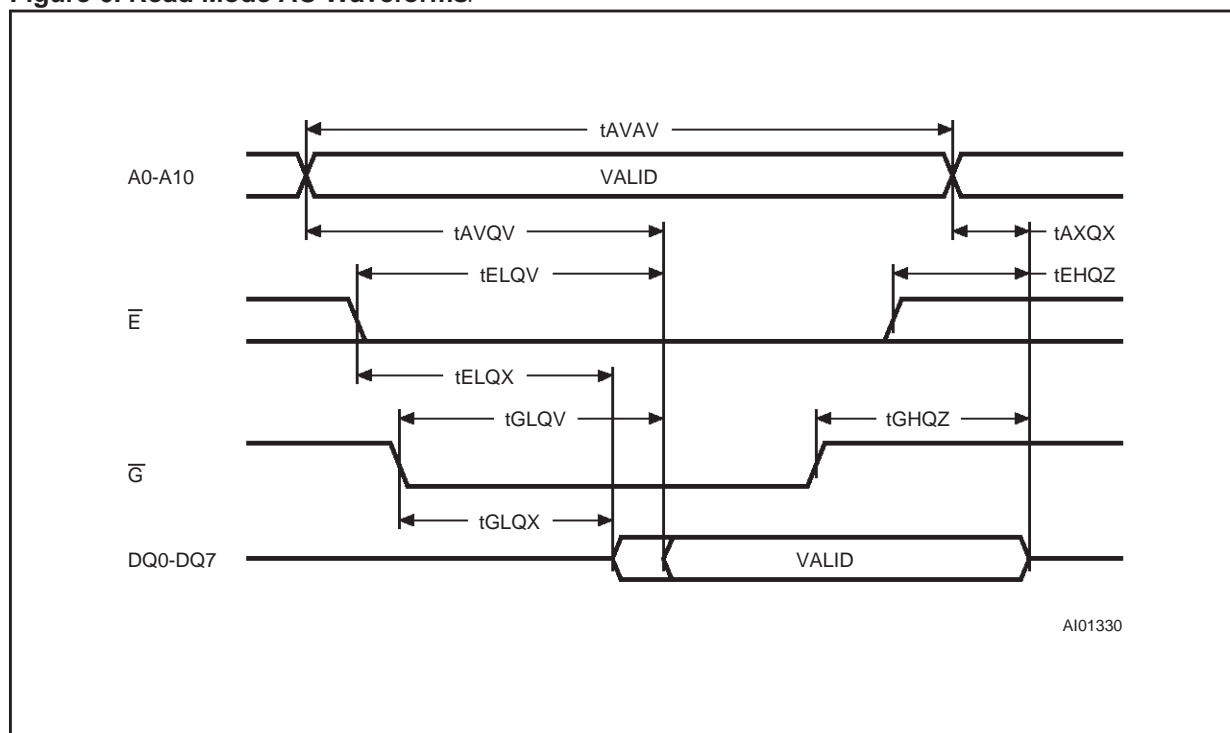 Figure 6. Read Mode AC Waveforms.
tAVAV
A0-A10
VALID
tAVQV
tAXQX
tELQV
tEHQZ
E̅
tELQX
tGLQV
tGHQZ
G̅
tGLQX
DQ0-DQ7
VALID
AI01330